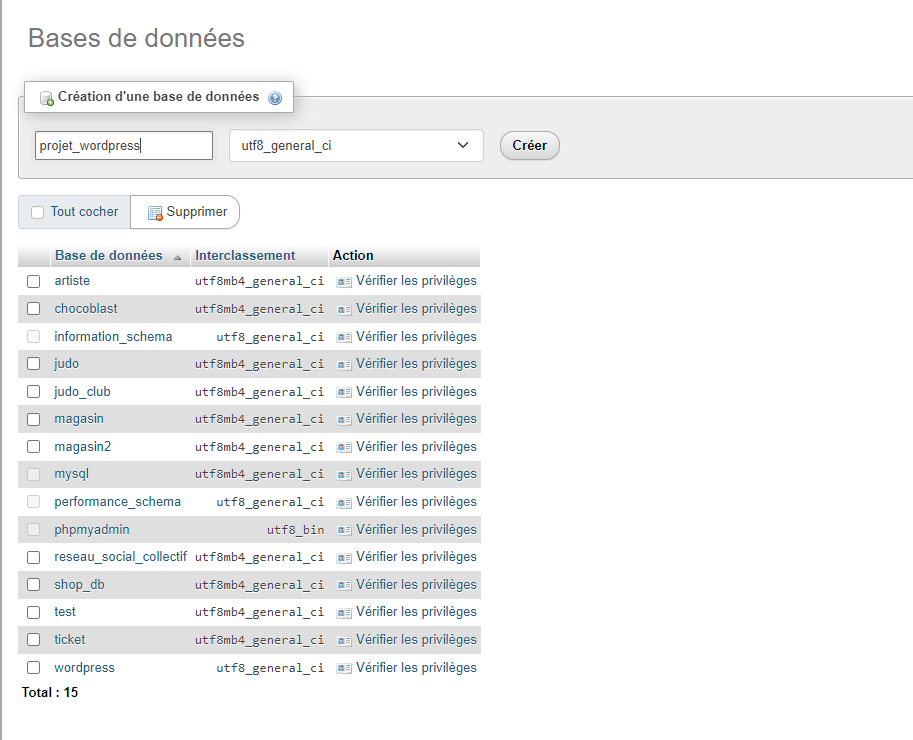 Bases de données
Création d'une base de données
projet_wordpress utf8_general_ci Créer
Tout cocher Supprimer
Base de données Interclassement Action
artiste utf8mb4_general_ci Vérifier les privilèges
chocoblast utf8mb4_general_ci Vérifier les privilèges
information_schema utf8_general_ci Vérifier les privilèges
judo utf8mb4_general_ci Vérifier les privilèges
judo_club utf8mb4_general_ci Vérifier les privilèges
magasin utf8mb4_general_ci Vérifier les privilèges
magasin2 utf8mb4_general_ci Vérifier les privilèges
mysql utf8mb4_general_ci Vérifier les privilèges
performance_schema utf8_general_ci Vérifier les privilèges
phpmyadmin utf8_bin Vérifier les privilèges
reseau_social_collectif utf8mb4_general_ci Vérifier les privilèges
shop_db utf8mb4_general_ci Vérifier les privilèges
test utf8mb4_general_ci Vérifier les privilèges
ticket utf8mb4_general_ci Vérifier les privilèges
wordpress utf8_general_ci Vérifier les privilèges
Total : 15